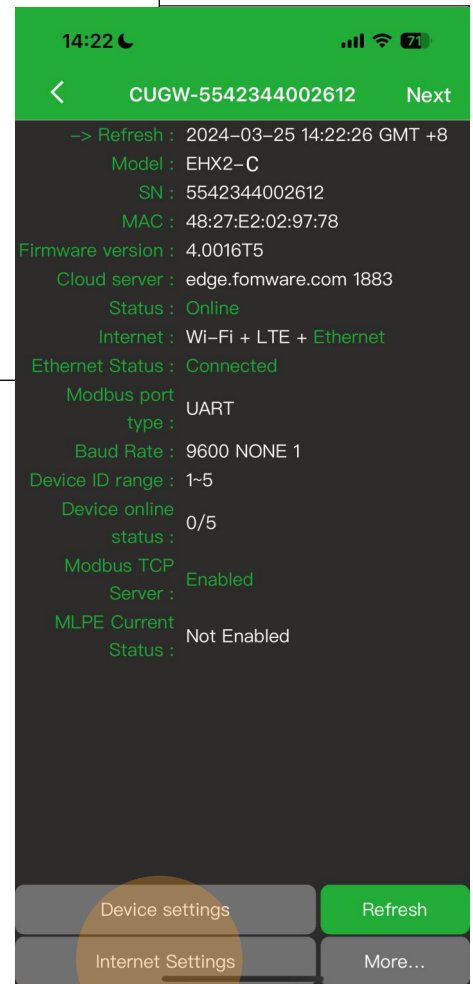 14:22
71
CUGW-5542344002612 Next
–> Refresh : 2024–03–25 14:22:26 GMT +8
Model : EHX2–C
SN : 5542344002612
MAC : 48:27:E2:02:97:78
Firmware version : 4.0016T5
Cloud server : edge.fomware.com 1883
Status : Online
Internet : Wi–Fi + LTE + Ethernet
Ethernet Status : Connected
Modbus port
type : UART
Baud Rate : 9600 NONE 1
Device ID range : 1~5
Device online
status : 0/5
Modbus TCP
Server : Enabled
MLPE Current
Status : Not Enabled
Device settings Refresh
Internet Settings More...